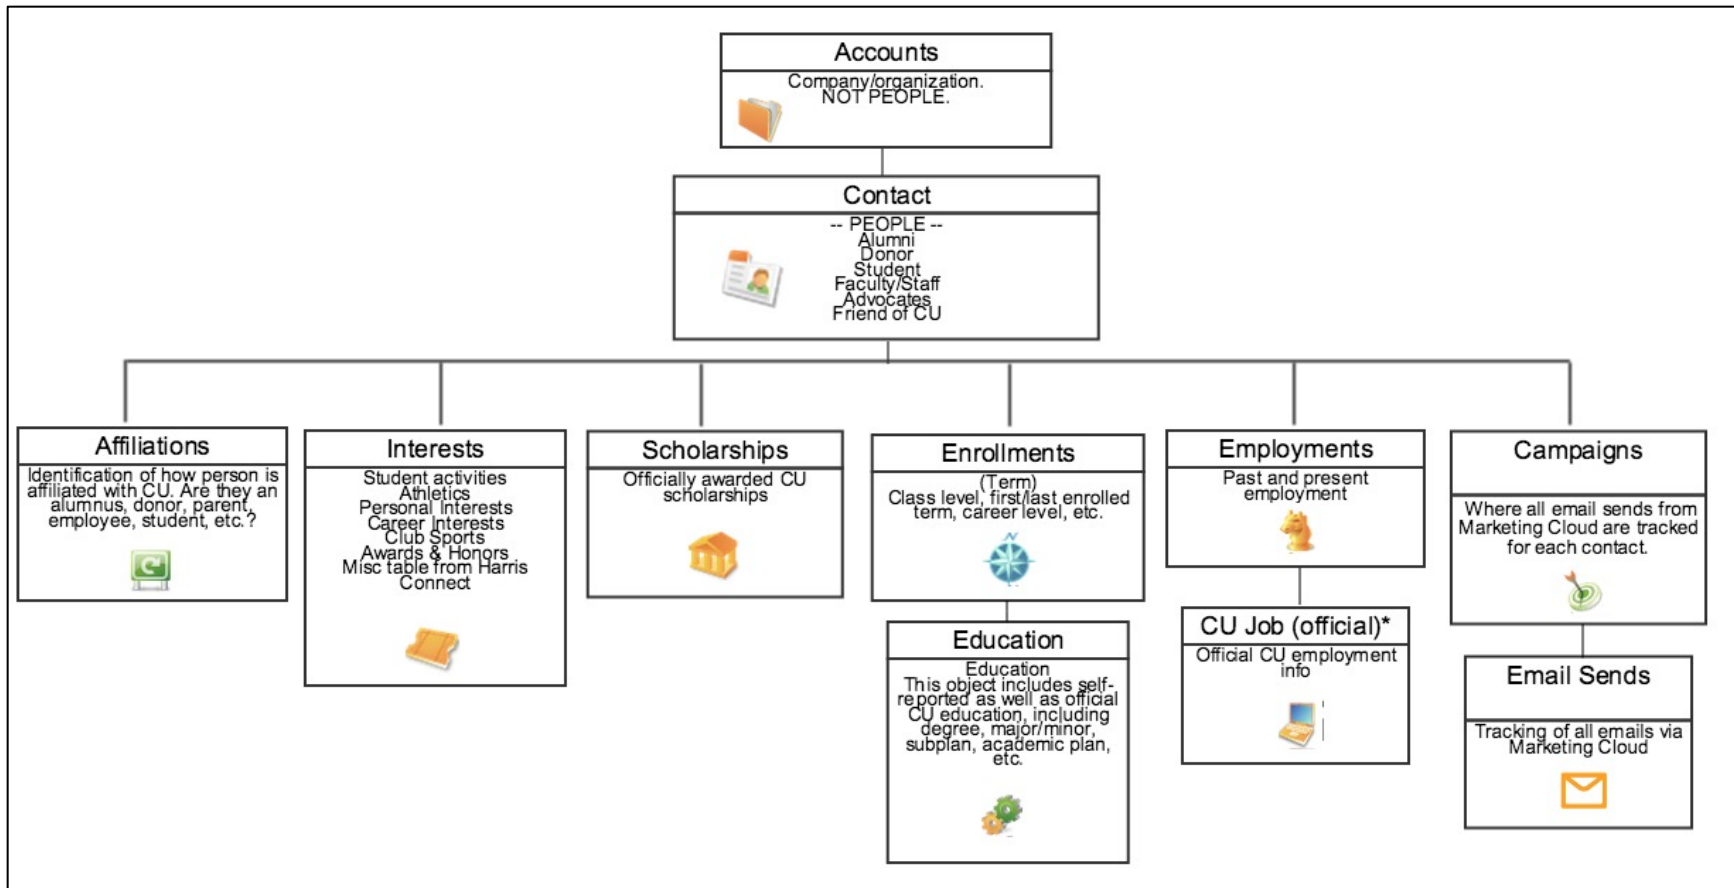 Accounts
Company/organization.
NOT PEOPLE.
Contact
-- PEOPLE --
Alumni
Donor
Student
Faculty/Staff
Advocates
Friend of CU
Affiliations
Identification of how person is
affiliated with CU. Are they an
alumnus, donor, parent,
employee, student, etc.?
Interests
Student activities
Athletics
Personal Interests
Career Interests
Club Sports
Awards & Honors
Misc table from Harris
Connect
Scholarships
Officially awarded CU
scholarships
Enrollments
(Term)
Class level, first/last enrolled
term, career level, etc.
N
Education
Education
This object includes self-
reported as well as official
CU education, including
degree, major/minor,
subplan, academic plan,
etc.
Employments
Past and present
employment
CU Job (official)*
Official CU employment
info
Campaigns
Where all email sends from
Marketing Cloud are tracked
for each contact.
Email Sends
Tracking of all emails via
Marketing Cloud